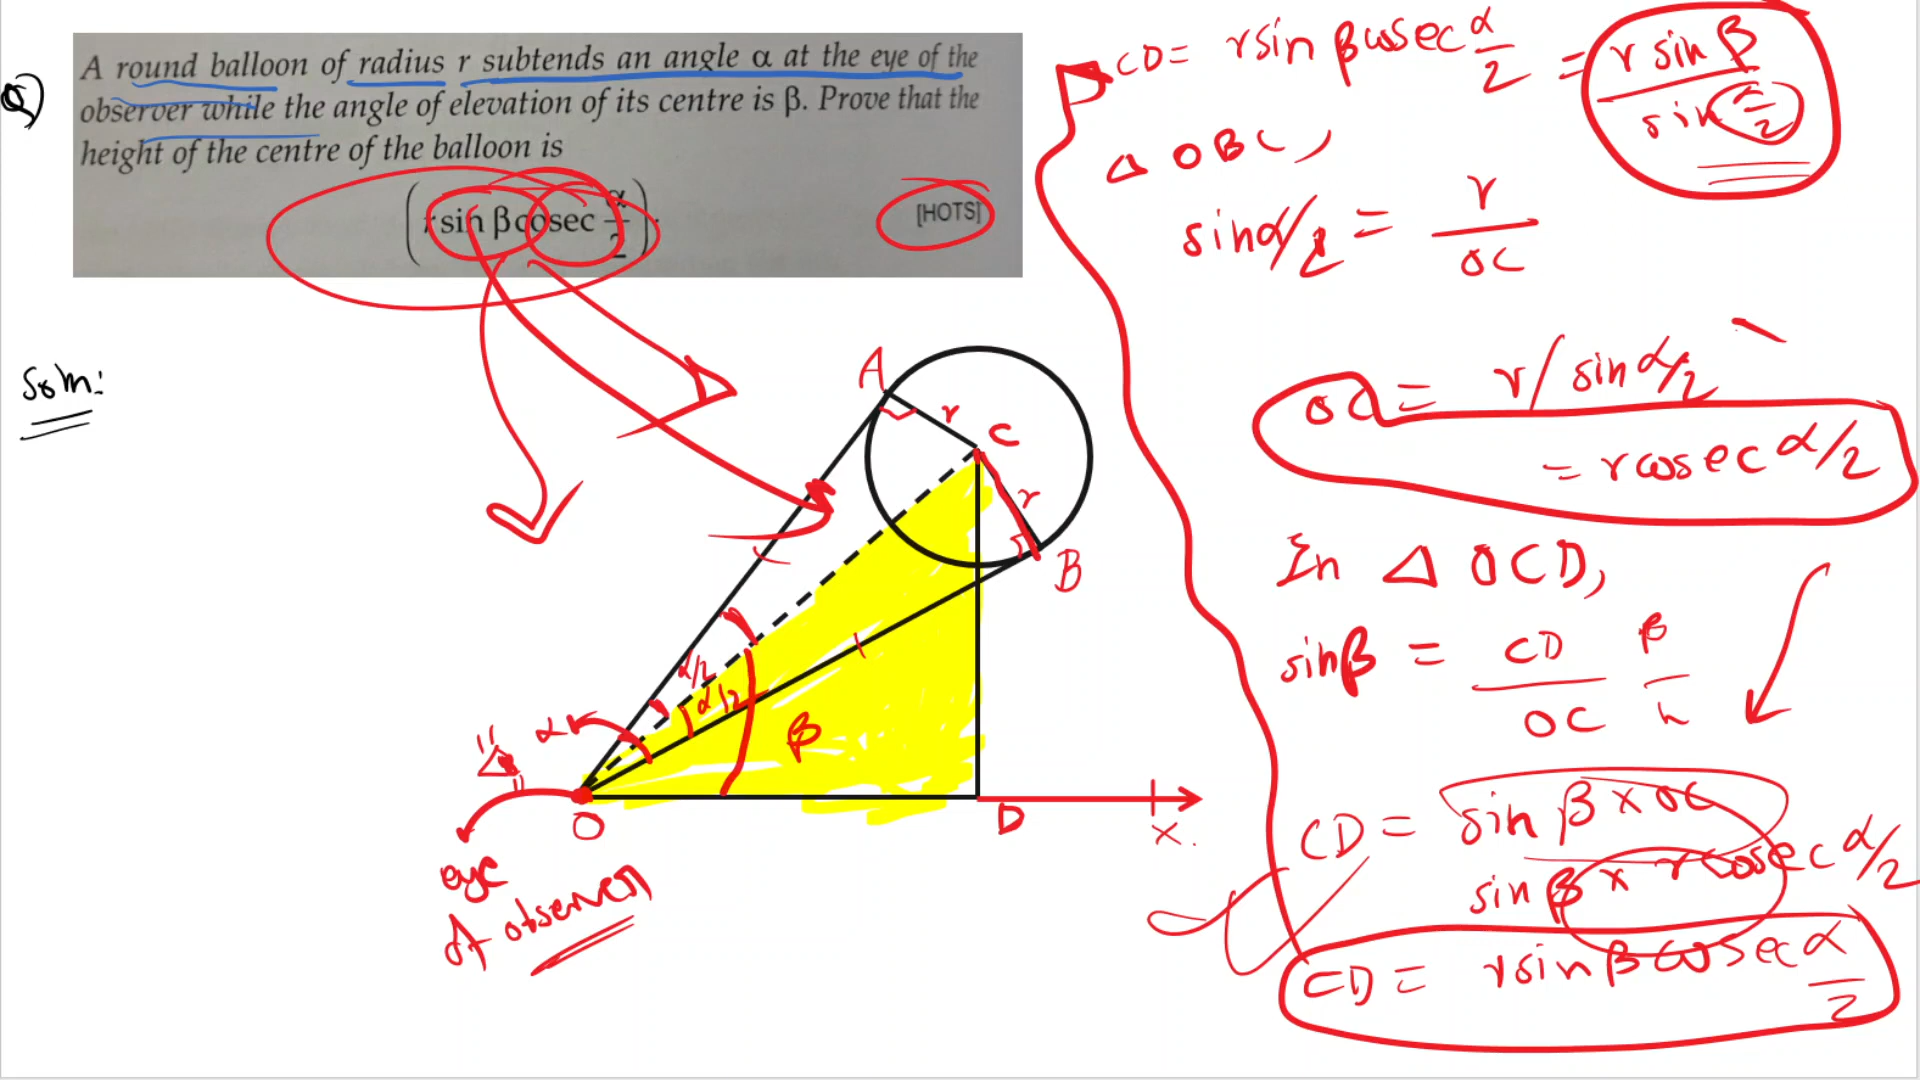 Q)
A round balloon of radius r subtends an angle α at the eye of the
observer while the angle of elevation of its centre is β. Prove that the
height of the centre of the balloon is
(r sin β cosec α/2).
[HOTS]
Soln:
CD = r sin β cosec α/2 = r sin β / sin α/2
Δ OBC,
sin α/2 = r / OC
OC = r / sin α/2
= r cosec α/2
In Δ OCD,
sin β = CD / OC
CD = sin β × OC
sin β × r cosec α/2
CD = r sin β cosec α/2
A
r
C
r
B
α/2
α/2
α
β
O
D
X.
eye
of observer